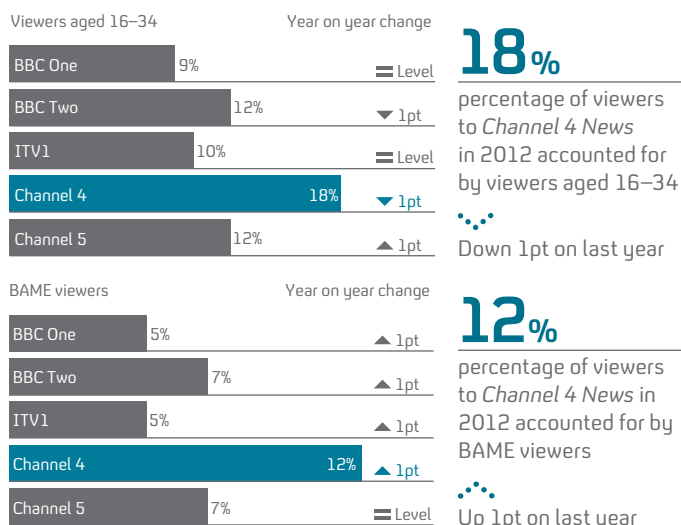 Viewers aged 16–34 Year on year change
BBC One 9% Level
BBC Two 12% 1pt
ITV1 10% Level
Channel 4 18% 1pt
Channel 5 12% 1pt
18%
percentage of viewers
to Channel 4 News
in 2012 accounted for
by viewers aged 16–34
Down 1pt on last year
BAME viewers Year on year change
BBC One 5% 1pt
BBC Two 7% 1pt
ITV1 5% 1pt
Channel 4 12% 1pt
Channel 5 7% Level
12%
percentage of viewers
to Channel 4 News in
2012 accounted for by
BAME viewers
Up 1pt on last year